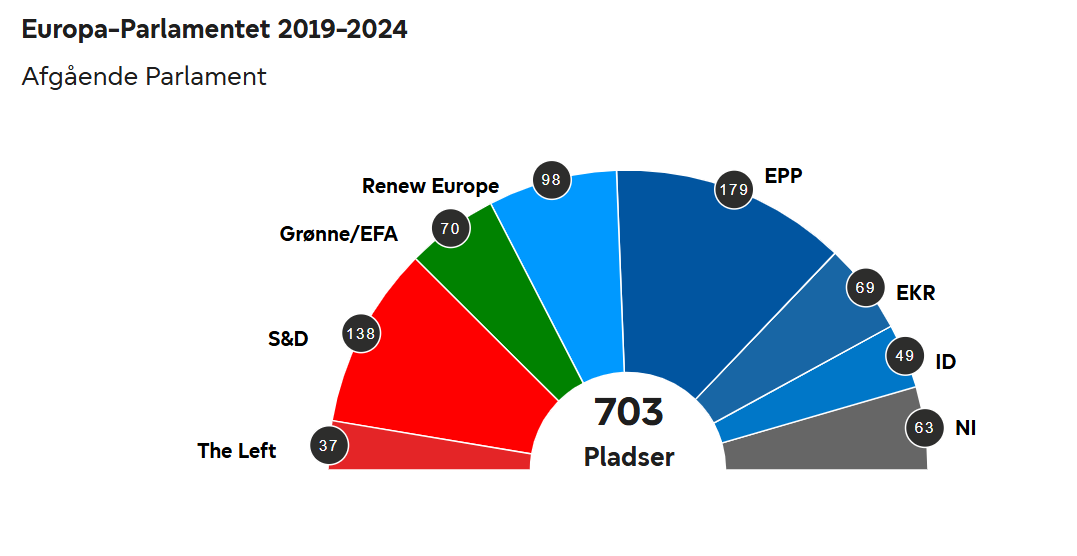 Europa-Parlamentet 2019-2024
Afgående Parlament
98
EPP
Renew Europe
179
70
Grønne/EFA
69
EKR
138
S&D
49
ID
703
63
NI
37
The Left
Pladser